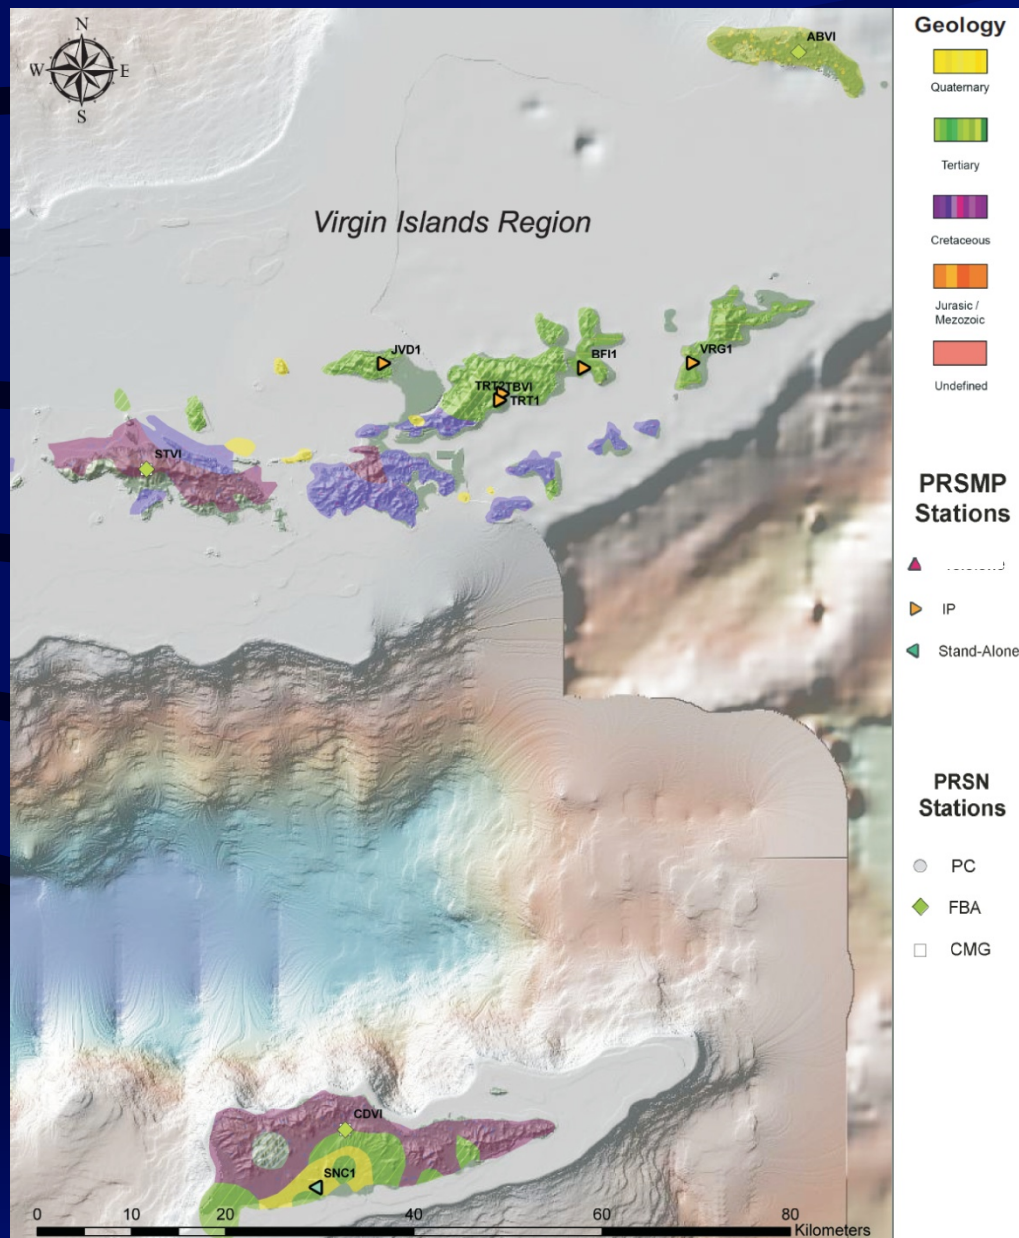 N
W E
S
ABVI
Virgin Islands Region
JVD1
BFI1
VRG1
TRT2
TBVI
TRT1
STVI
CDVI
SNC1
0 10 20 40 60 80
Kilometers
Geology
Quaternary
Tertiary
Cretaceous
Jurasic /
Mezozoic
Undefined
PRSMP
Stations
IP
Stand-Alone
PRSN
Stations
PC
FBA
CMG